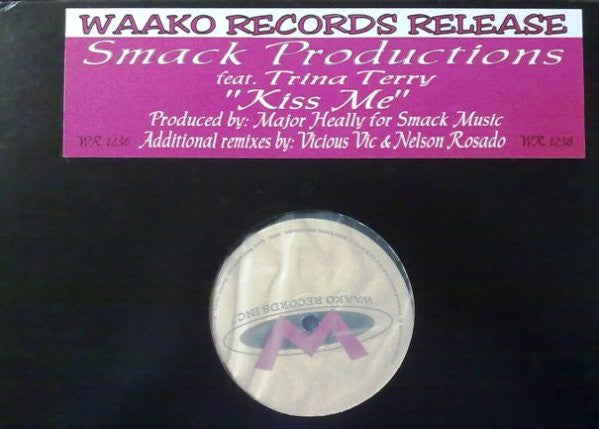 WAAKO RECORDS RELEASE
Smack Productions
feat. Trina Terry
"Kiss Me"
Produced by: Major Heally for Smack Music
WR 1236 Additional remixes by: Vicious Vic & Nelson Rosado WR 1236
WAAKO RECORDS INC.
W